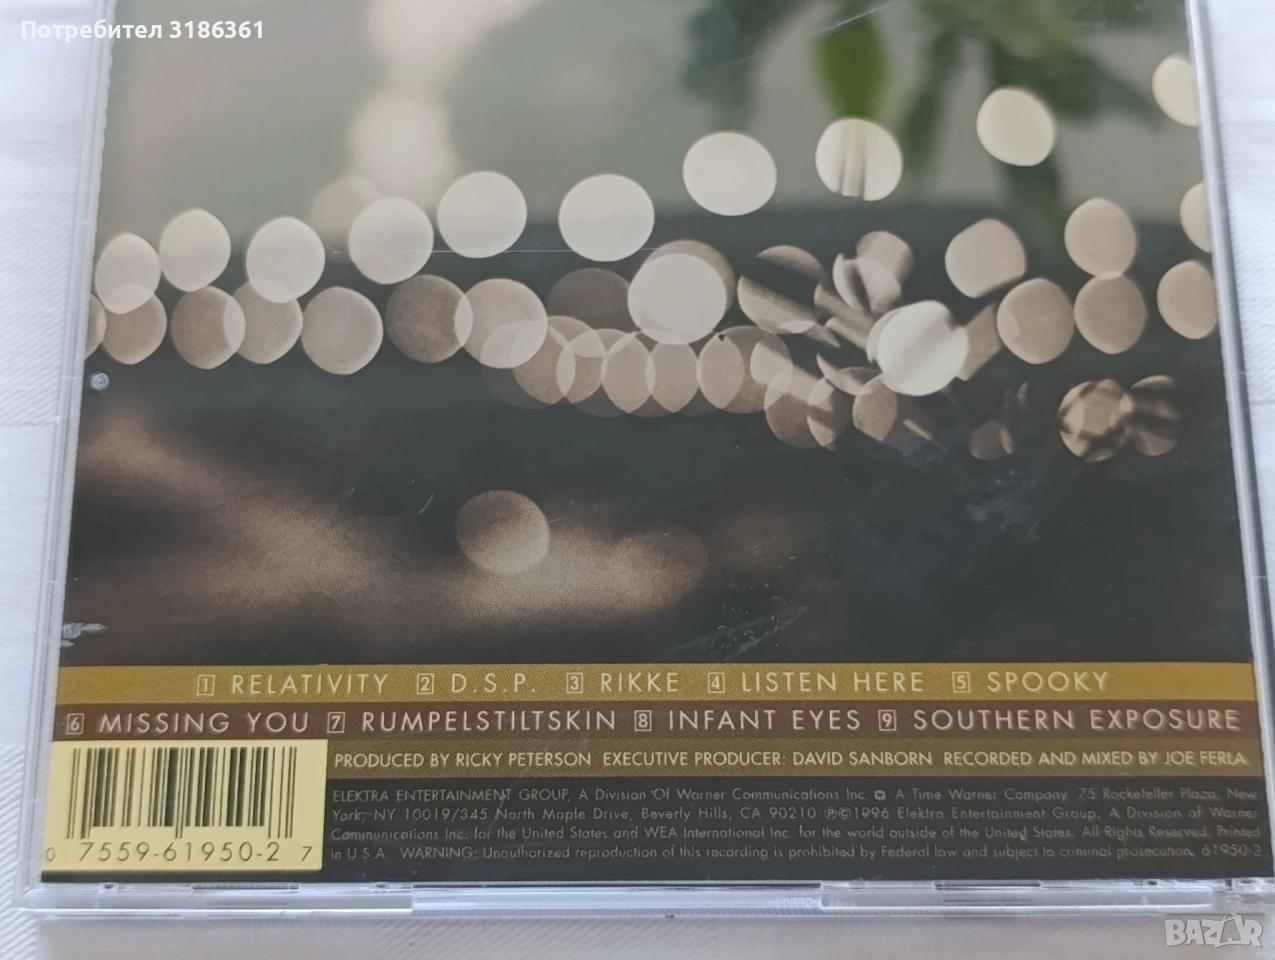 Потребител 3186361
1 RELATIVITY 2 D.S.P. 3 RIKKE 4 LISTEN HERE 5 SPOOKY
6 MISSING YOU 7 RUMPELSTILTSKIN 8 INFANT EYES 9 SOUTHERN EXPOSURE
PRODUCED BY RICKY PETERSON EXECUTIVE PRODUCER: DAVID SANBORN RECORDED AND MIXED BY JOE FERLA
ELEKTRA ENTERTAINMENT GROUP, A Division Of Warner Communications Inc. A Time Warner Company. 75 Rockefeller Plaza, New
York, NY 10019/345 North Maple Drive, Beverly Hills, CA 90210 ℗©1996 Elektra Entertainment Group, A Division of Warner
Communications Inc. for the United States and WEA International Inc. for the world outside of the United States. All Rights Reserved. Printed
in U.S.A. WARNING: Unauthorized reproduction of this recording is prohibited by Federal law and subject to criminal prosecution. 61950-2
0 7559-61950-2 7
BAZAR